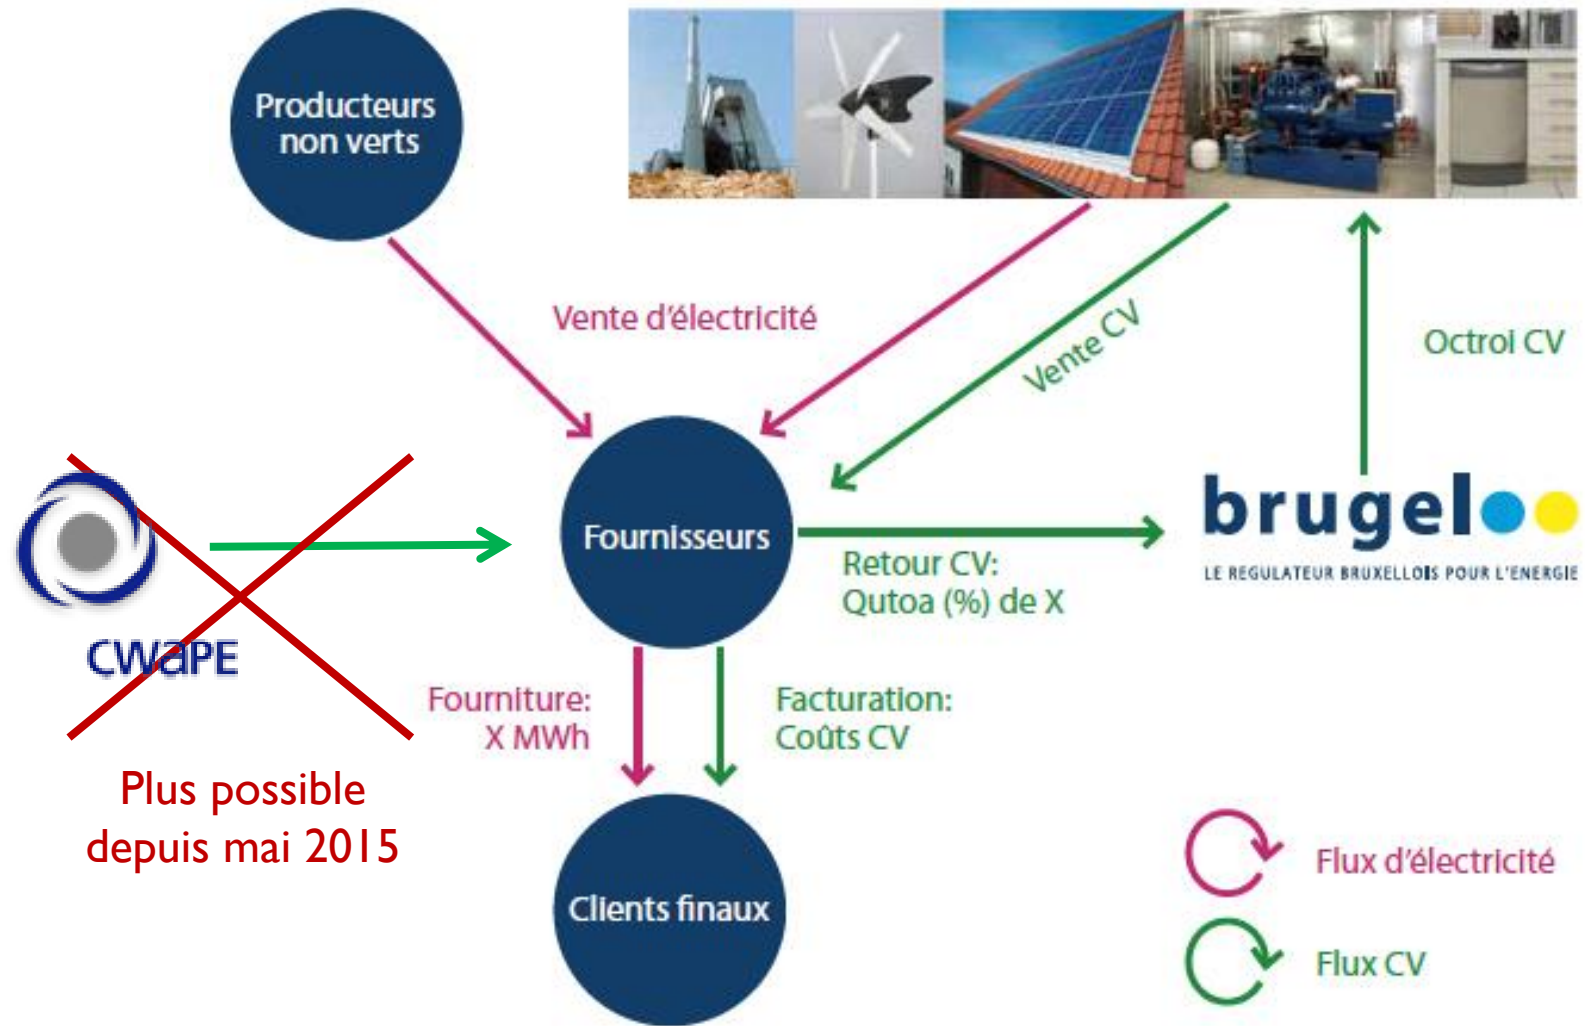 Producteurs
non verts
Vente d'électricité
Vente CV
Octroi CV
Fournisseurs
brugel
LE REGULATEUR BRUXELLOIS POUR L'ENERGIE
Retour CV:
Qutoa (%) de X
CWaPE
Fourniture:
X MWh
Facturation:
Coûts CV
Plus possible
depuis mai 2015
Clients finaux
Flux d'électricité
Flux CV